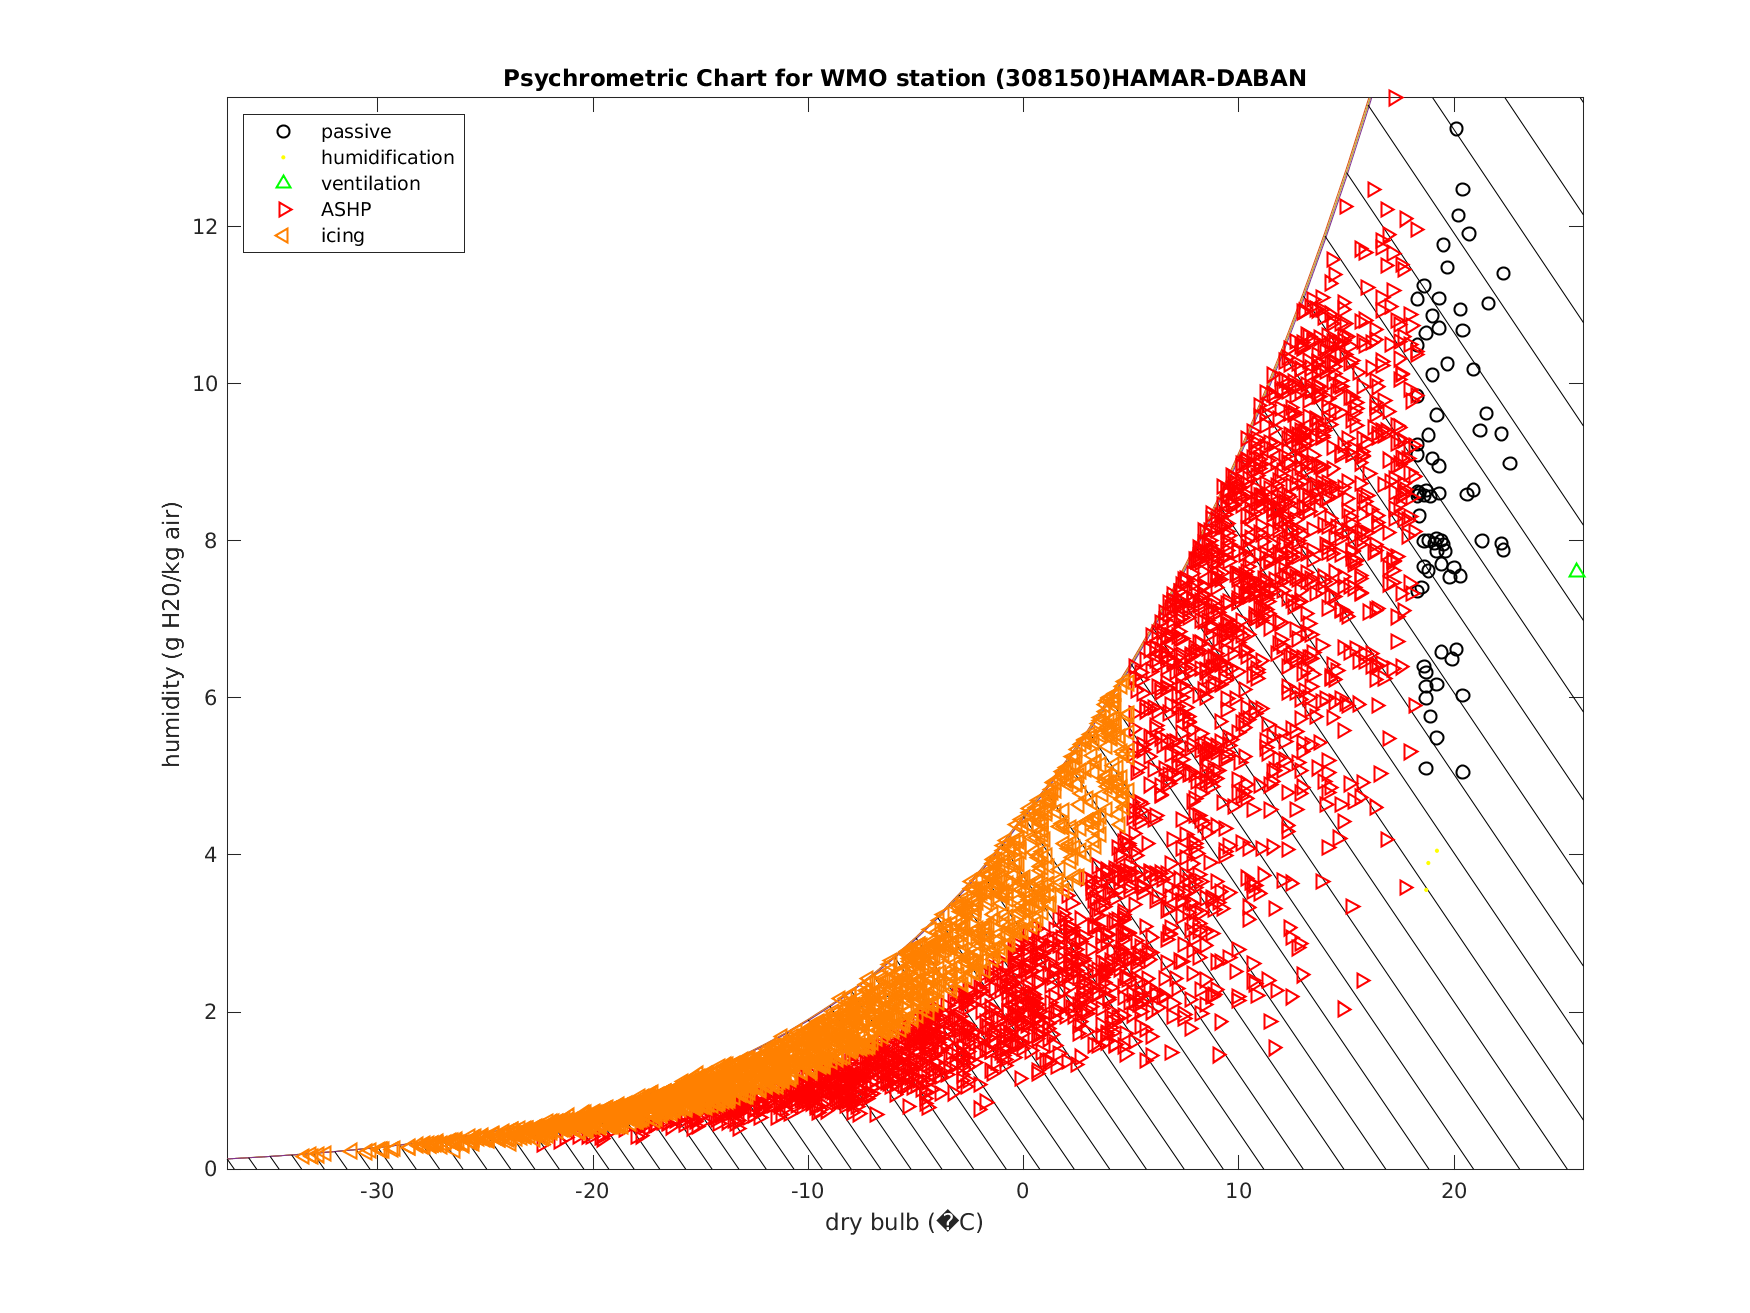 Psychrometric Chart for WMO station (308150)HAMAR-DABAN
passive
humidification
ventilation
ASHP
icing
humidity (g H20/kg air)
12
10
8
6
4
2
0
-30 -20 -10 0 10 20
dry bulb (�C)